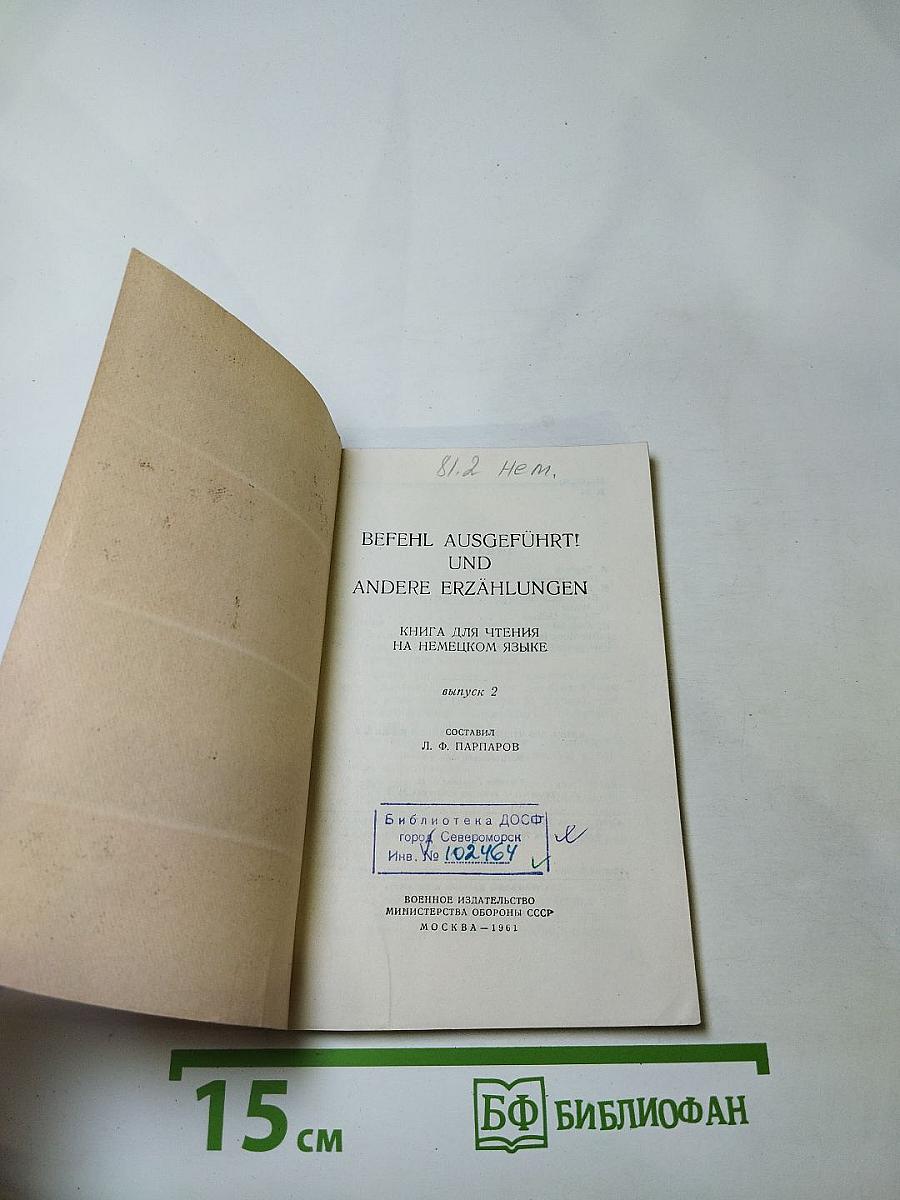 81.2 нем.
BEFEHL AUSGEFÜHRT!
UND
ANDERE ERZÄHLUNGEN
КНИГА ДЛЯ ЧТЕНИЯ
НА НЕМЕЦКОМ ЯЗЫКЕ
выпуск 2
СОСТАВИЛ
Л. Ф. ПАРПАРОВ
Библиотека ДОСФ
город Североморск
Инв. № 102464
ВОЕННОЕ ИЗДАТЕЛЬСТВО
МИНИСТЕРСТВА ОБОРОНЫ СССР
МОСКВА — 1961
15 см
БФ БИБЛИОФАН